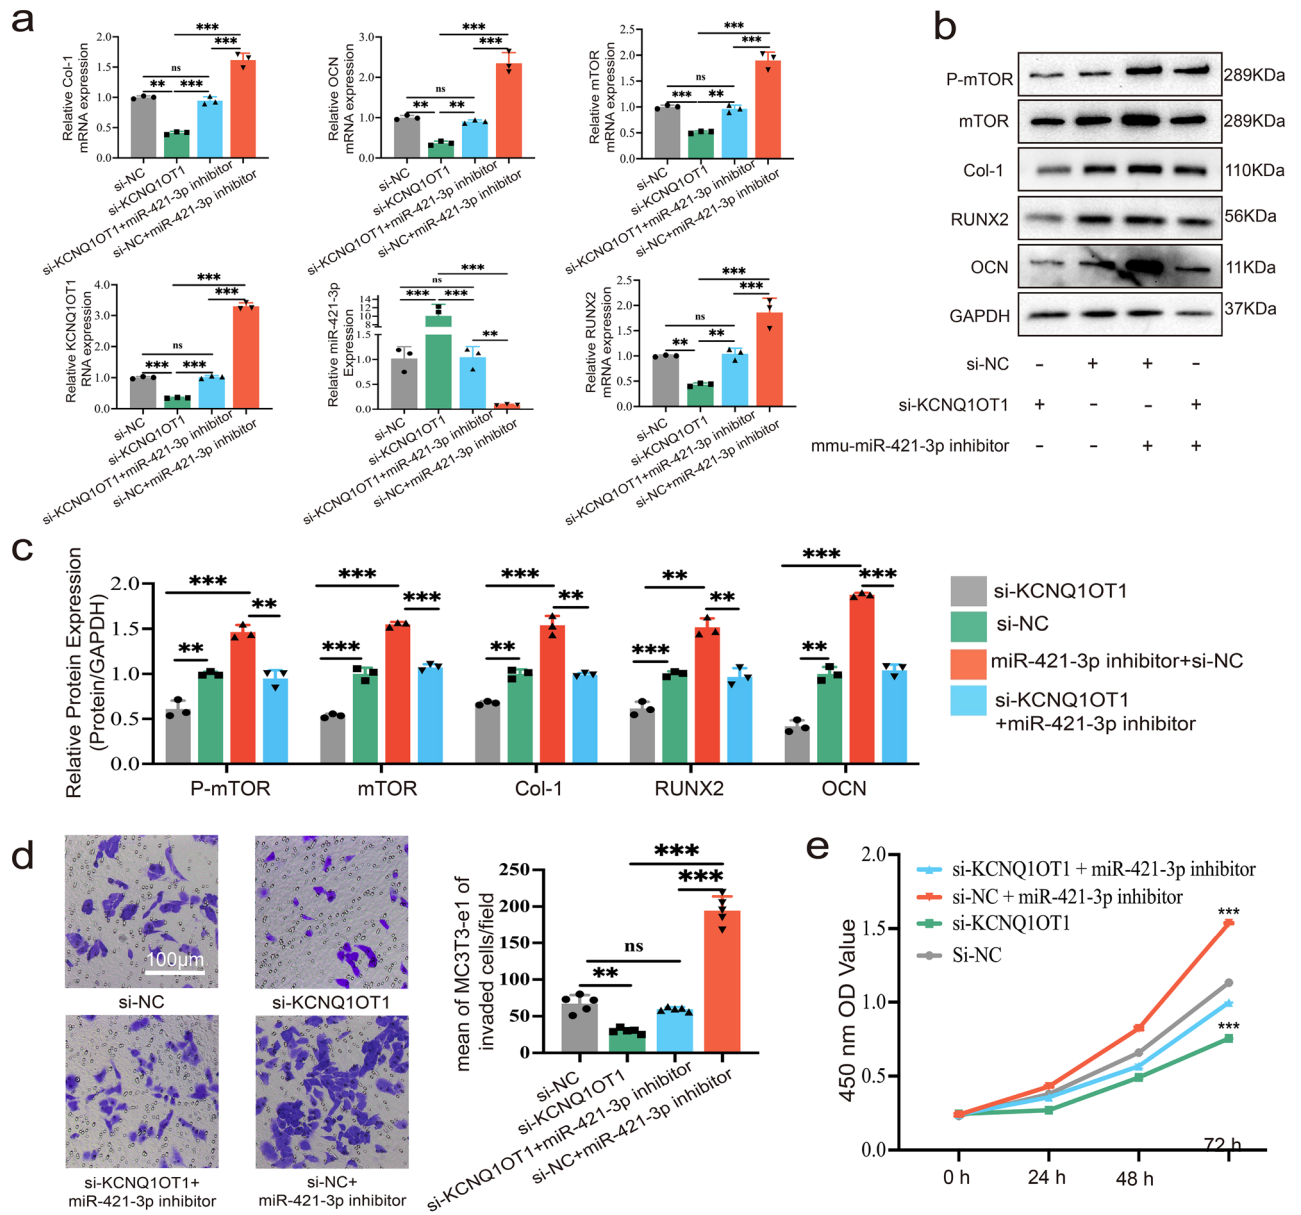 a
Relative Col-1
mRNA expression
2.0
1.5
1.0
0.5
0.0
***
***
ns
** ***
si-NC
si-KCNQ1OT1
si-KCNQ1OT1+miR-421-3p inhibitor
si-NC+miR-421-3p inhibitor
Relative OCN
mRNA expression
3.0
2.0
1.0
0.0
***
***
ns
** **
si-NC
si-KCNQ1OT1
si-KCNQ1OT1+miR-421-3p inhibitor
si-NC+miR-421-3p inhibitor
Relative mTOR
mRNA expression
2.5
2.0
1.5
1.0
0.5
0.0
***
***
ns
*** **
si-NC
si-KCNQ1OT1
si-KCNQ1OT1+miR-421-3p inhibitor
si-NC+miR-421-3p inhibitor
Relative KCNQ1OT1
RNA expression
4.0
3.0
2.0
1.0
0.0
***
***
ns
*** ***
si-NC
si-KCNQ1OT1
si-KCNQ1OT1+miR-421-3p inhibitor
si-NC+miR-421-3p inhibitor
Relative miR-421-3p
Expression
14
12
10
8
1.5
1.0
0.5
0.0
***
ns
*** ***
**
si-NC
si-KCNQ1OT1
si-KCNQ1OT1+miR-421-3p inhibitor
si-NC+miR-421-3p inhibitor
Relative RUNX2
mRNA expression
2.5
2.0
1.5
1.0
0.5
0.0
***
***
ns
** **
si-NC
si-KCNQ1OT1
si-KCNQ1OT1+miR-421-3p inhibitor
si-NC+miR-421-3p inhibitor
b
P-mTOR 289KDa
mTOR 289KDa
Col-1 110KDa
RUNX2 56KDa
OCN 11KDa
GAPDH 37KDa
si-NC - + + -
si-KCNQ1OT1 + - - +
mmu-miR-421-3p inhibitor - - + +
c
Relative Protein Expression
(Protein/GAPDH)
2.0
1.5
1.0
0.5
0.0
*** ** **
*** *** ***
*** ** **
** ** ***
*** *** **
P-mTOR mTOR Col-1 RUNX2 OCN
si-KCNQ1OT1
si-NC
miR-421-3p inhibitor+si-NC
si-KCNQ1OT1
+miR-421-3p inhibitor
d
100μm
si-NC
si-KCNQ1OT1
si-KCNQ1OT1+
miR-421-3p inhibitor
si-NC+
miR-421-3p inhibitor
mean of MC3T3-e1 of
invaded cells/field
250
200
150
100
50
0
***
***
ns
**
si-NC
si-KCNQ1OT1
si-KCNQ1OT1+miR-421-3p inhibitor
si-NC+miR-421-3p inhibitor
e
450 nm OD Value
2.0
1.5
1.0
0.5
0.0
si-KCNQ1OT1 + miR-421-3p inhibitor
si-NC + miR-421-3p inhibitor
si-KCNQ1OT1
Si-NC
***
***
0 h 24 h 48 h 72 h